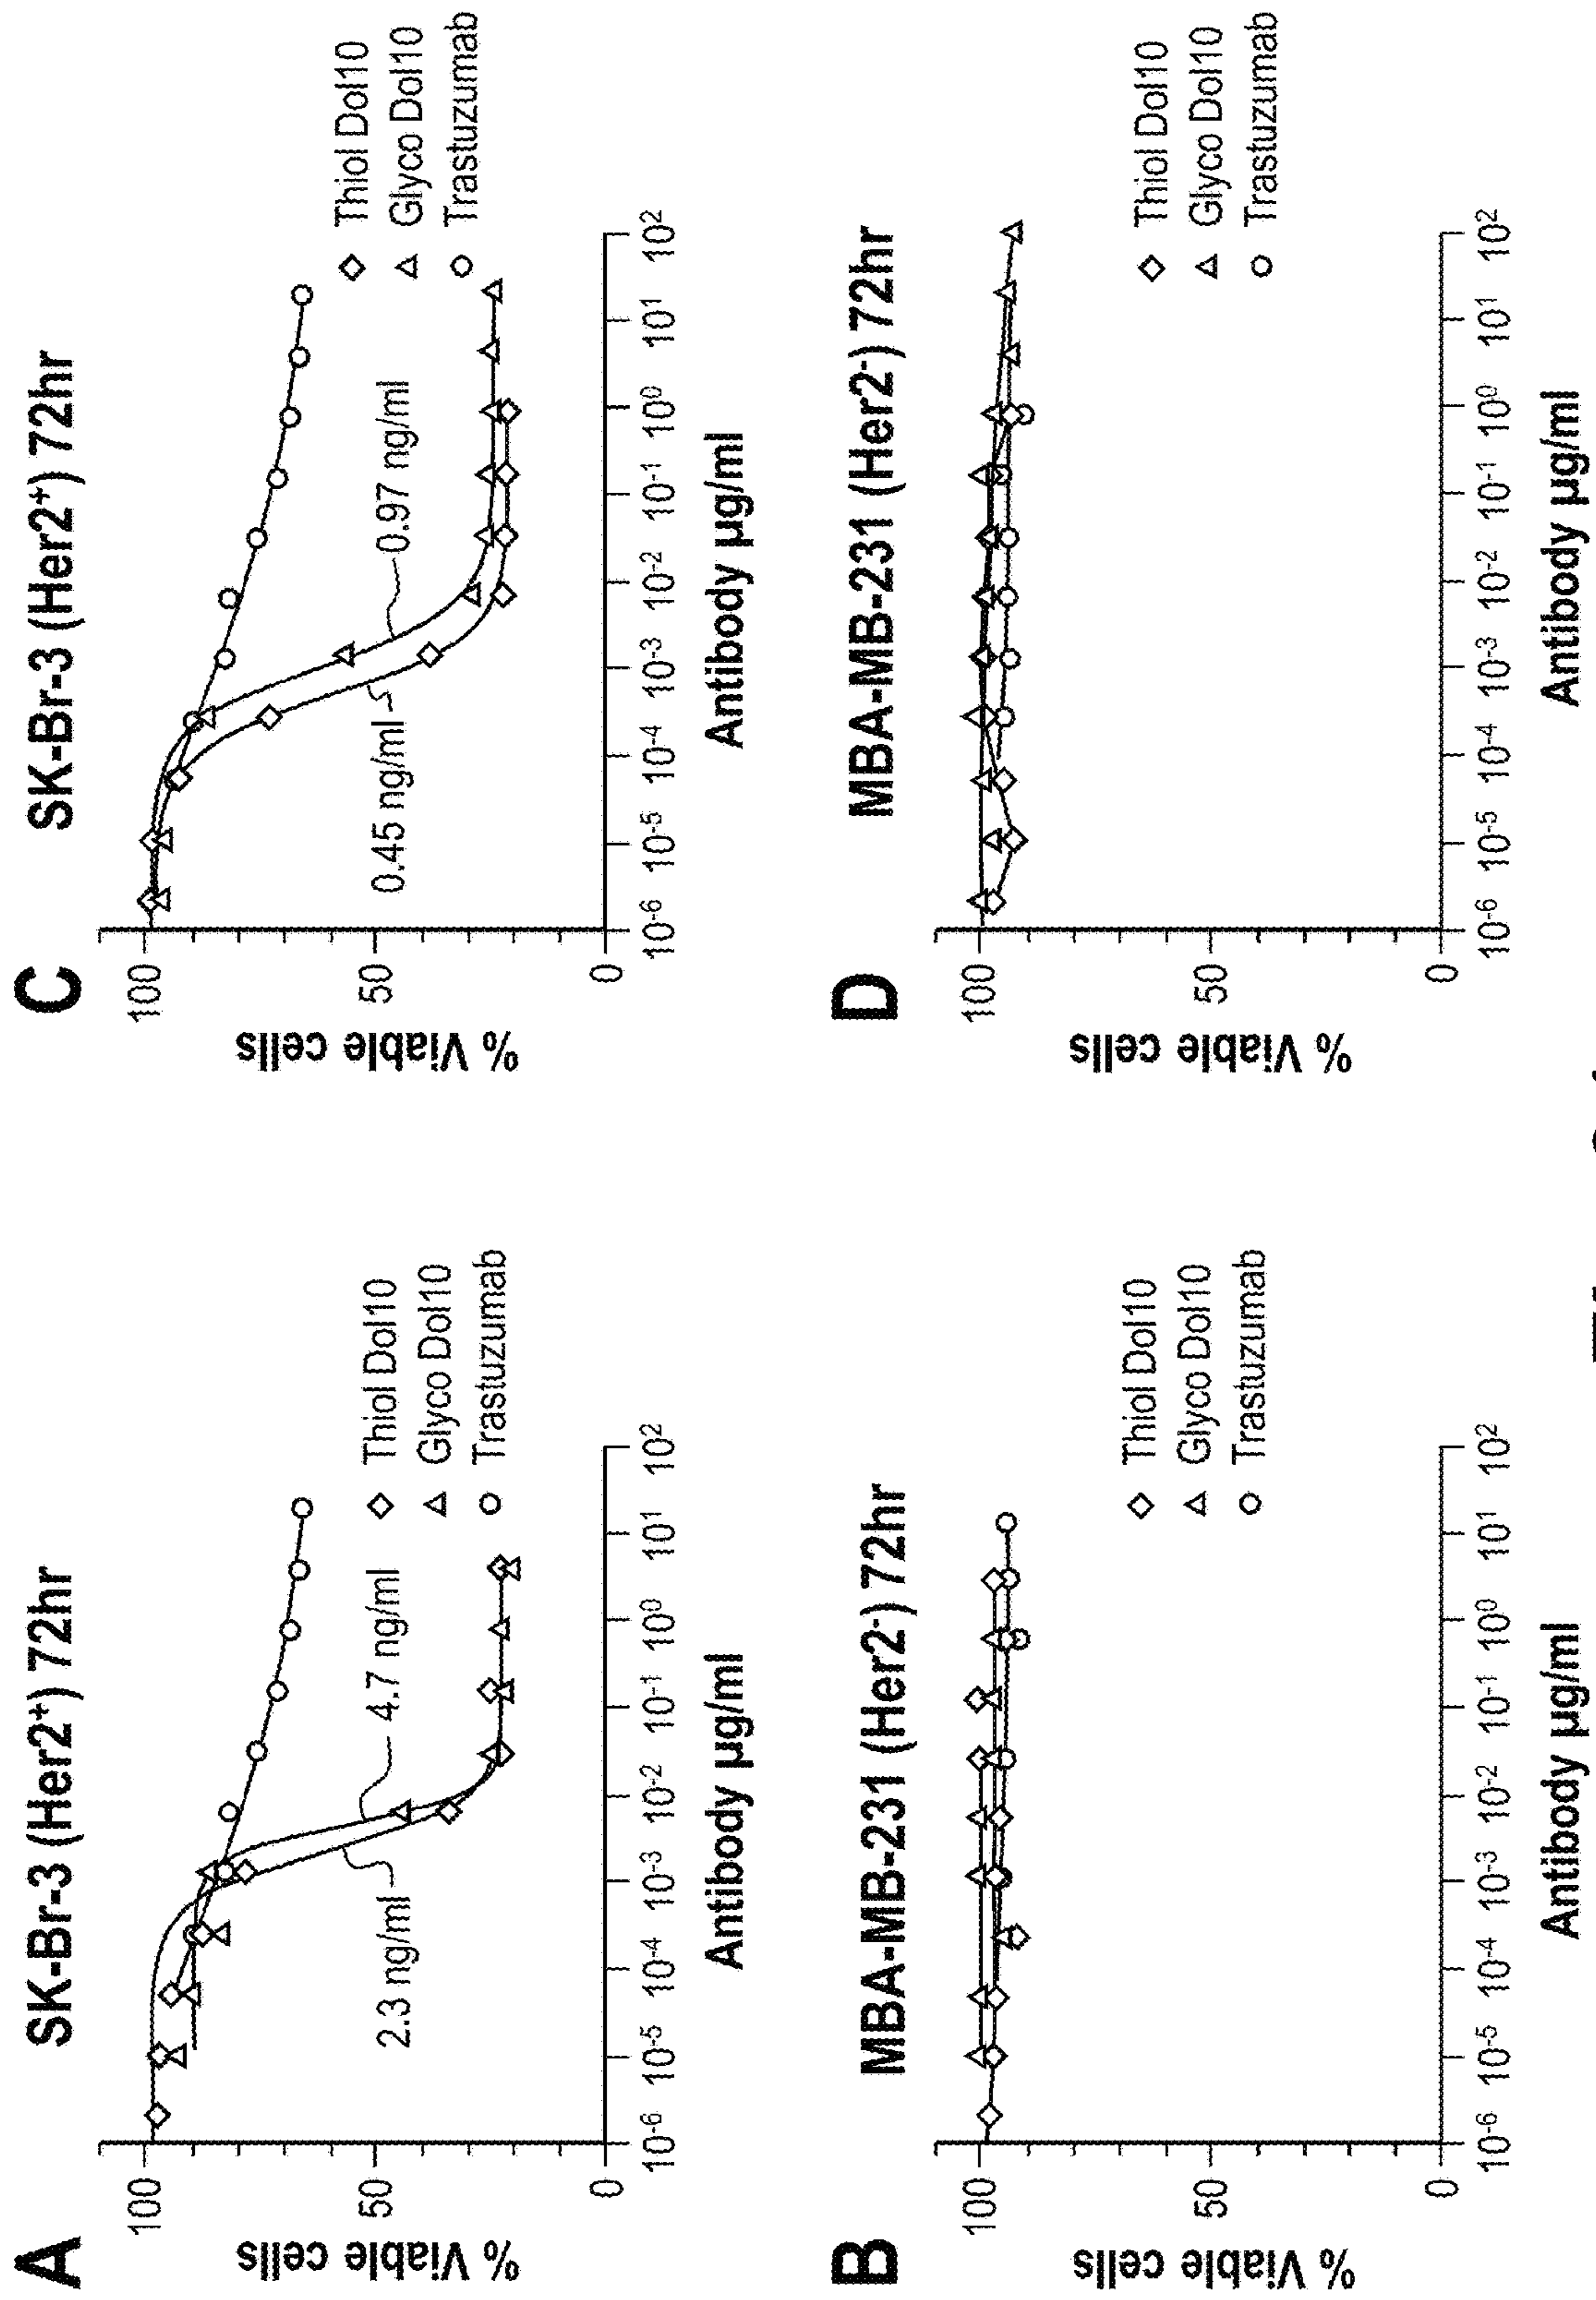 A
SK-Br-3 (Her2⁺) 72hr
% Viable cells
100
50
0
2.3 ng/ml
4.7 ng/ml
10⁻⁶ 10⁻⁵ 10⁻⁴ 10⁻³ 10⁻² 10⁻¹ 10⁰ 10¹ 10²
Antibody µg/ml
Thiol Dol10
Glyco Dol10
Trastuzumab
B
MBA-MB-231 (Her2⁻) 72hr
% Viable cells
100
50
0
10⁻⁶ 10⁻⁵ 10⁻⁴ 10⁻³ 10⁻² 10⁻¹ 10⁰ 10¹ 10²
Antibody µg/ml
Thiol Dol10
Glyco Dol10
Trastuzumab
C
SK-Br-3 (Her2⁺) 72hr
% Viable cells
100
50
0
0.45 ng/ml
0.97 ng/ml
10⁻⁶ 10⁻⁵ 10⁻⁴ 10⁻³ 10⁻² 10⁻¹ 10⁰ 10¹ 10²
Antibody µg/ml
Thiol Dol10
Glyco Dol10
Trastuzumab
D
MBA-MB-231 (Her2⁻) 72hr
% Viable cells
100
50
0
10⁻⁶ 10⁻⁵ 10⁻⁴ 10⁻³ 10⁻² 10⁻¹ 10⁰ 10¹ 10²
Antibody µg/ml
Thiol Dol10
Glyco Dol10
Trastuzumab